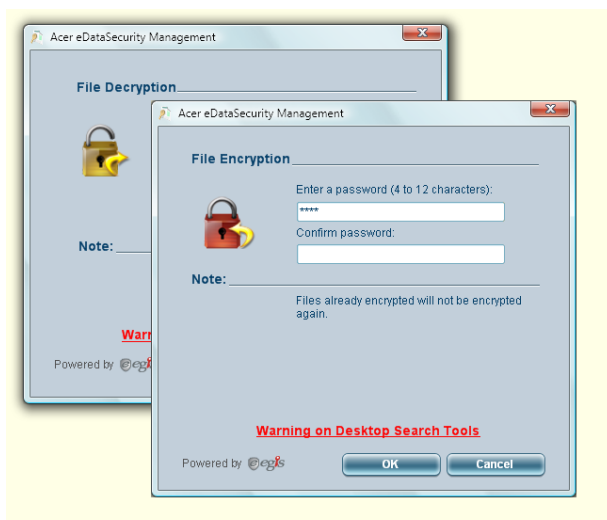 Acer eDataSecurity Management
File Decryption
Note:
Powered by egis
Acer eDataSecurity Management
File Encryption
Enter a password (4 to 12 characters):
****
Confirm password:
Note:
Files already encrypted will not be encrypted
again.
Warning on Desktop Search Tools
Powered by egis
OK
Cancel